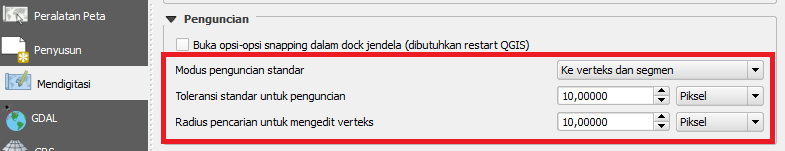 Peralatan Peta
Penyusun
Mendigitasi
GDAL
CRS
Penguncian
Buka opsi-opsi snapping dalam dock jendela (dibutuhkan restart QGIS)
Modus penguncian standar
Ke verteks dan segmen
Toleransi standar untuk penguncian
10,00000
Piksel
Radius pencarian untuk mengedit verteks
10,00000
Piksel